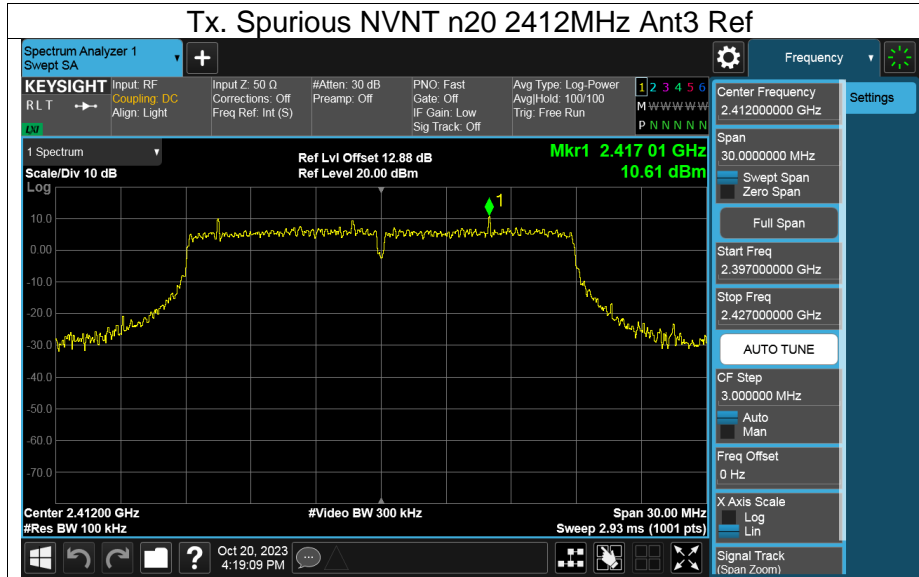 Tx. Spurious NVNT n20 2412MHz Ant3 Ref
Spectrum Analyzer 1
Swept SA
Frequency
KEYSIGHT
R L T
LXI
Input: RF
Coupling: DC
Align: Light
Input Z: 50 Ω
Corrections: Off
Freq Ref: Int (S)
#Atten: 30 dB
Preamp: Off
PNO: Fast
Gate: Off
IF Gain: Low
Sig Track: Off
Avg Type: Log-Power
Avg|Hold: 100/100
Trig: Free Run
1 2 3 4 5 6
M W W W W W
P N N N N N
1 Spectrum
Scale/Div 10 dB
Log
Ref Lvl Offset 12.88 dB
Ref Level 20.00 dBm
Mkr1 2.417 01 GHz
10.61 dBm
1
10.0
0.00
-10.0
-20.0
-30.0
-40.0
-50.0
-60.0
-70.0
Center 2.41200 GHz
#Res BW 100 kHz
#Video BW 300 kHz
Span 30.00 MHz
Sweep 2.93 ms (1001 pts)
Oct 20, 2023
4:19:09 PM
Center Frequency
2.412000000 GHz
Settings
Span
30.0000000 MHz
Swept Span
Zero Span
Full Span
Start Freq
2.397000000 GHz
Stop Freq
2.427000000 GHz
AUTO TUNE
CF Step
3.000000 MHz
Auto
Man
Freq Offset
0 Hz
X Axis Scale
Log
Lin
Signal Track
(Span Zoom)